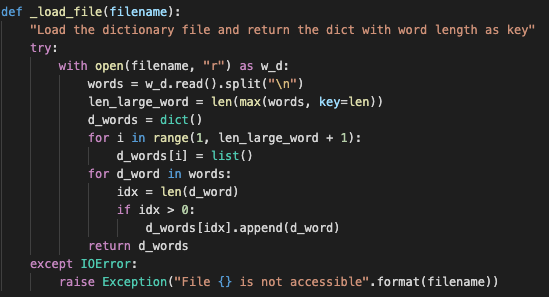 def _load_file(filename):
    "Load the dictionary file and return the dict with word length as key"
    try:
        with open(filename, "r") as w_d:
            words = w_d.read().split("\n")
            len_large_word = len(max(words, key=len))
            d_words = dict()
            for i in range(1, len_large_word + 1):
                d_words[i] = list()
            for d_word in words:
                idx = len(d_word)
                if idx > 0:
                    d_words[idx].append(d_word)
            return d_words
    except IOError:
        raise Exception("File {} is not accessible".format(filename))